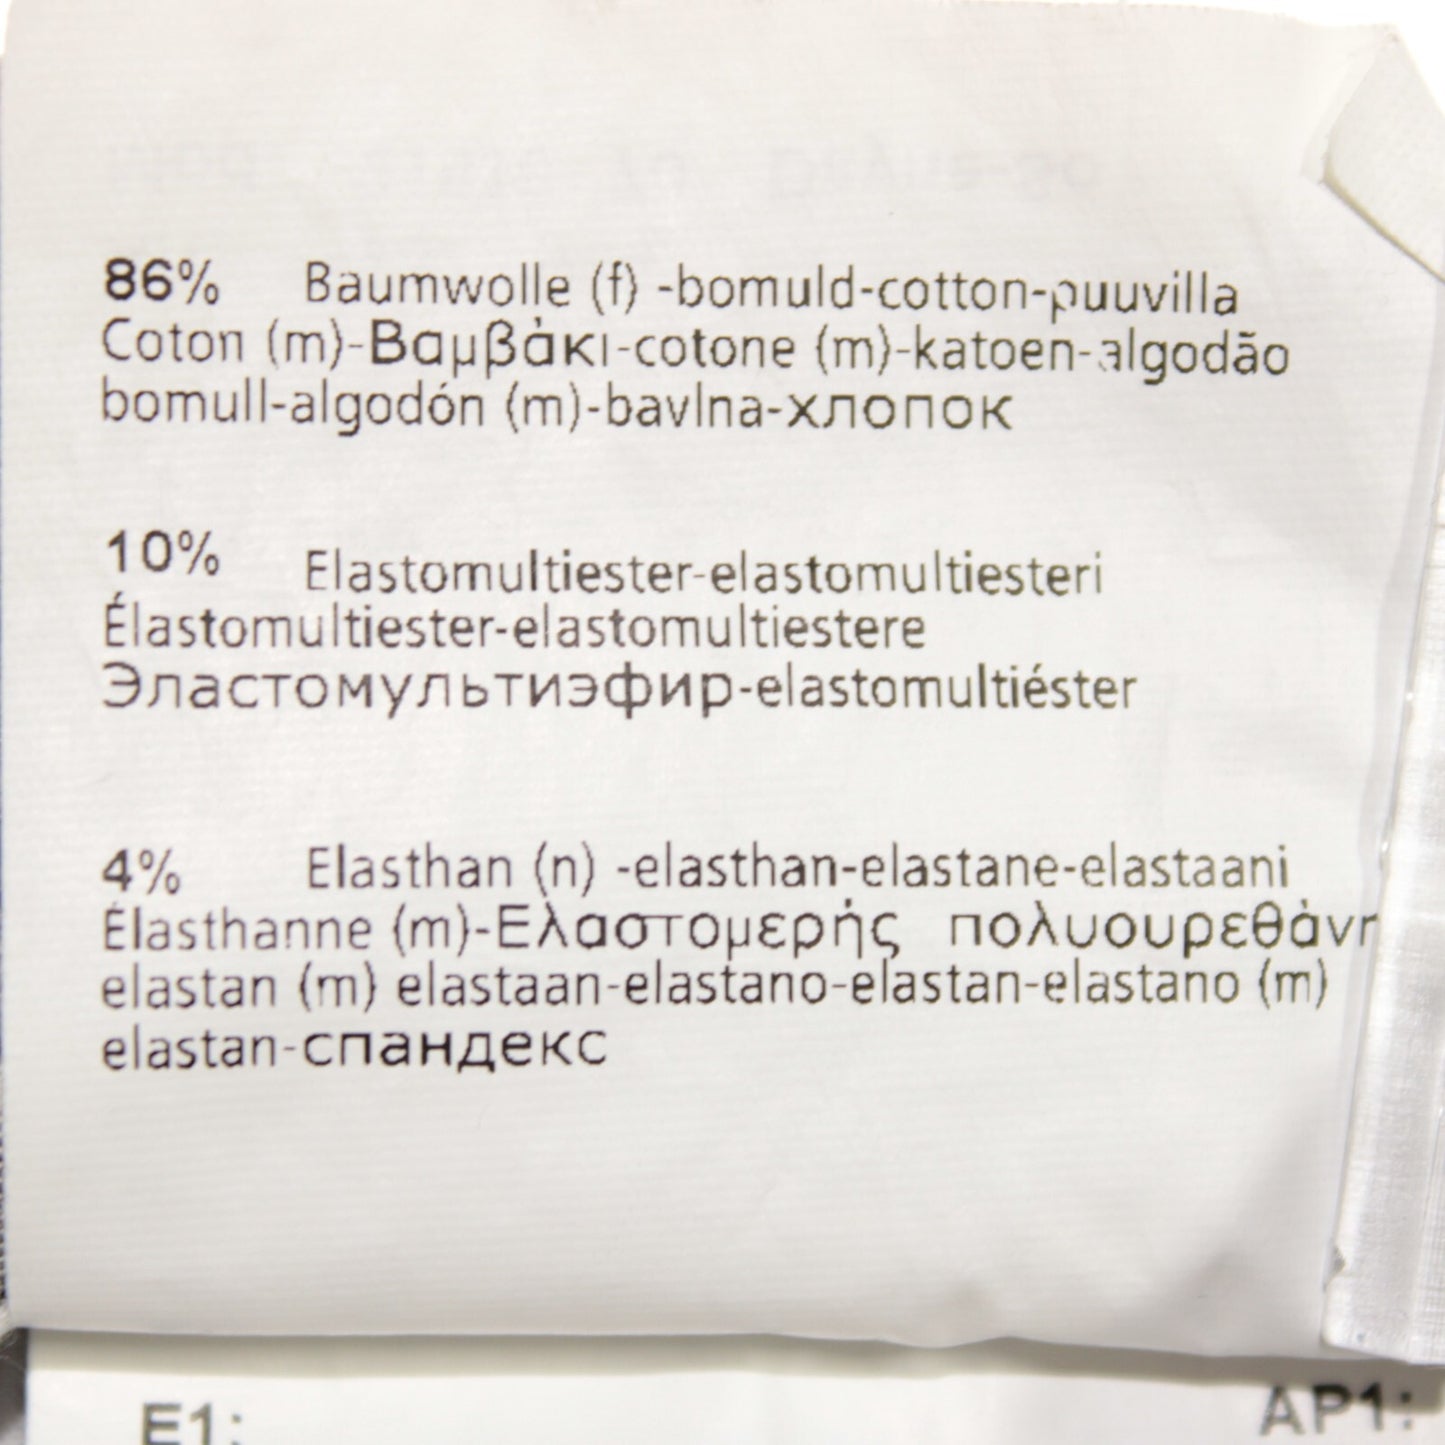 86% Baumwolle (f) -bomuld-cotton-puuvilla
Coton (m)-Βαμβάκι-cotone (m)-katoen-algodão
bomull-algodón (m)-bavlna-хлопок
10% Elastomultiester-elastomultiesteri
Élastomultiester-elastomultiestere
Эластомультиэфир-elastomultiéster
4% Elasthan (n) -elasthan-elastane-elastaani
Élasthanne (m)-Ελαστομερής
elastan (m) elastaan-elastano-elastan-elastano (m)
elastan-спандекс
E1:
AP1: